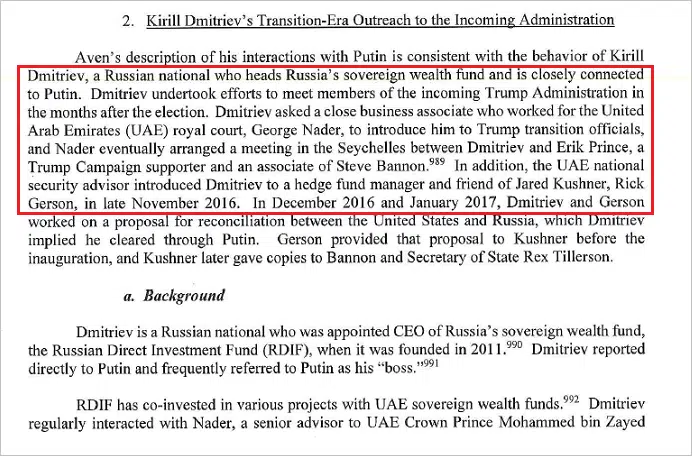 2. Kirill Dmitriev's Transition-Era Outreach to the Incoming Administration
Aven's description of his interactions with Putin is consistent with the behavior of Kirill
Dmitriev, a Russian national who heads Russia's sovereign wealth fund and is closely connected
to Putin. Dmitriev undertook efforts to meet members of the incoming Trump Administration in
the months after the election. Dmitriev asked a close business associate who worked for the United
Arab Emirates (UAE) royal court, George Nader, to introduce him to Trump transition officials,
and Nader eventually arranged a meeting in the Seychelles between Dmitriev and Erik Prince, a
Trump Campaign supporter and an associate of Steve Bannon.989 In addition, the UAE national
security advisor introduced Dmitriev to a hedge fund manager and friend of Jared Kushner, Rick
Gerson, in late November 2016. In December 2016 and January 2017, Dmitriev and Gerson
worked on a proposal for reconciliation between the United States and Russia, which Dmitriev
implied he cleared through Putin. Gerson provided that proposal to Kushner before the
inauguration, and Kushner later gave copies to Bannon and Secretary of State Rex Tillerson.
a. Background
Dmitriev is a Russian national who was appointed CEO of Russia's sovereign wealth fund,
the Russian Direct Investment Fund (RDIF), when it was founded in 2011.990 Dmitriev reported
directly to Putin and frequently referred to Putin as his "boss."991
RDIF has co-invested in various projects with UAE sovereign wealth funds.992 Dmitriev
regularly interacted with Nader, a senior advisor to UAE Crown Prince Mohammed bin Zayed